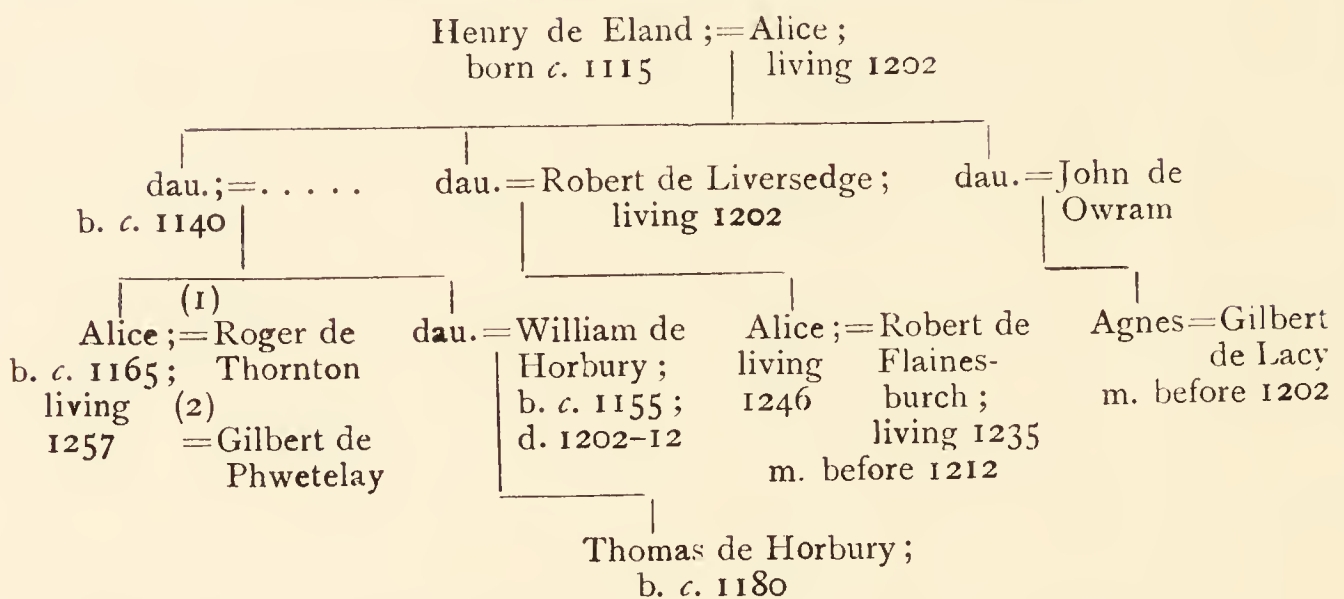 Henry de Eland ;=Alice ;
born c. 1115 living 1202
dau. ;=. . . . . dau.=Robert de Liversedge ; dau.=John de
b. c. 1140 living 1202 Owram
(1)
Alice ;=Roger de dau.=William de Alice ;=Robert de Agnes=Gilbert
b. c. 1165 ; Thornton Horbury ; living Flaines- de Lacy
living (2) b. c. 1155 ; 1246 burch ; m. before 1202
1257 =Gilbert de d. 1202-12 living 1235
Phwetelay m. before 1212
Thomas de Horbury ;
b. c. 1180